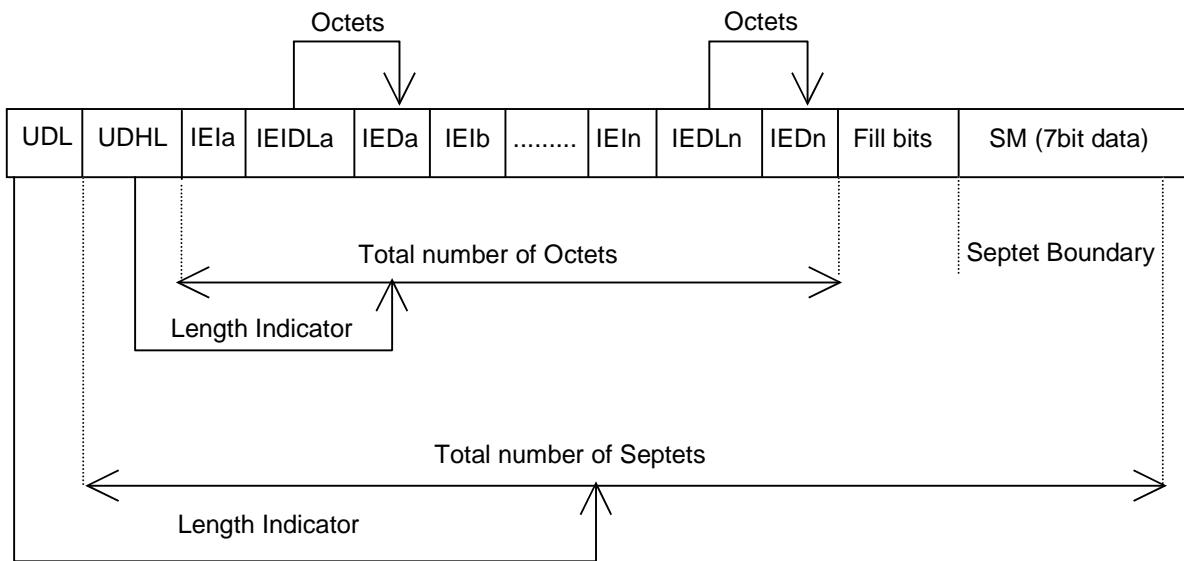 Octets Octets
UDL UDHL IEIa IEIDLa IEDa IEIb ......... IEIn IEDLn IEDn Fill bits SM (7bit data)
Total number of Octets Septet Boundary
Length Indicator
Total number of Septets
Length Indicator